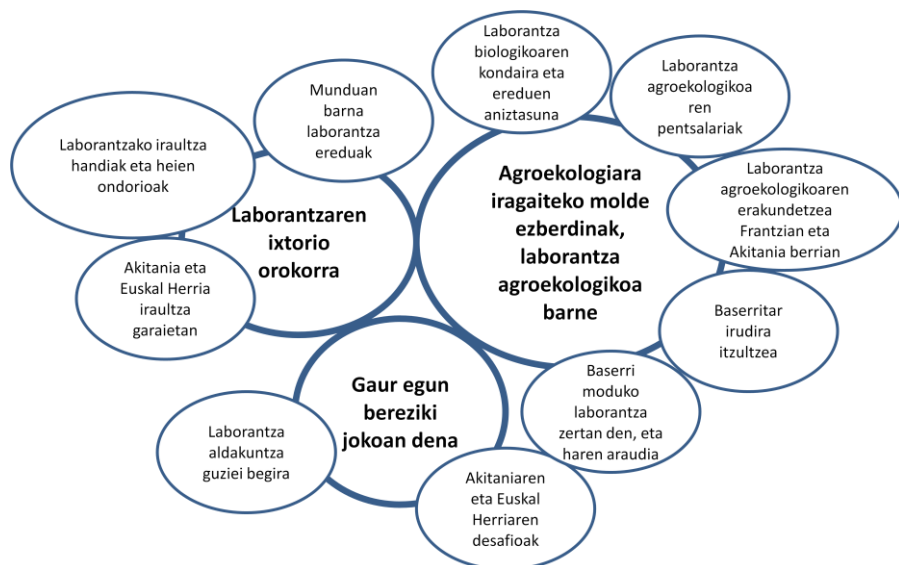 Laborantza
biologikoaren
kondaira eta
ereduen
aniztasuna
Laborantza
agroekologikoa
ren
pentsalariak
Munduan
barna
laborantza
ereduak
Laborantzako iraultza
handiak eta heien
ondorioak
Laborantzaren
ixtorio
orokorra
Agroekologiara
iragaiteko molde
ezberdinak,
laborantza
agroekologikoa
barne
Laborantza
agroekologikoaren
erakundetzea
Frantzian eta
Akitania berrian
Akitania eta
Euskal Herria
iraultza
garaietan
Baserritar
irudira
itzultzea
Gaur egun
bereziki
jokoan dena
Baserri
moduko
laborantza
zertan den, eta
haren araudia
Laborantza
aldakuntza
guziei begira
Akitaniaren
eta Euskal
Herriaren
desafioak